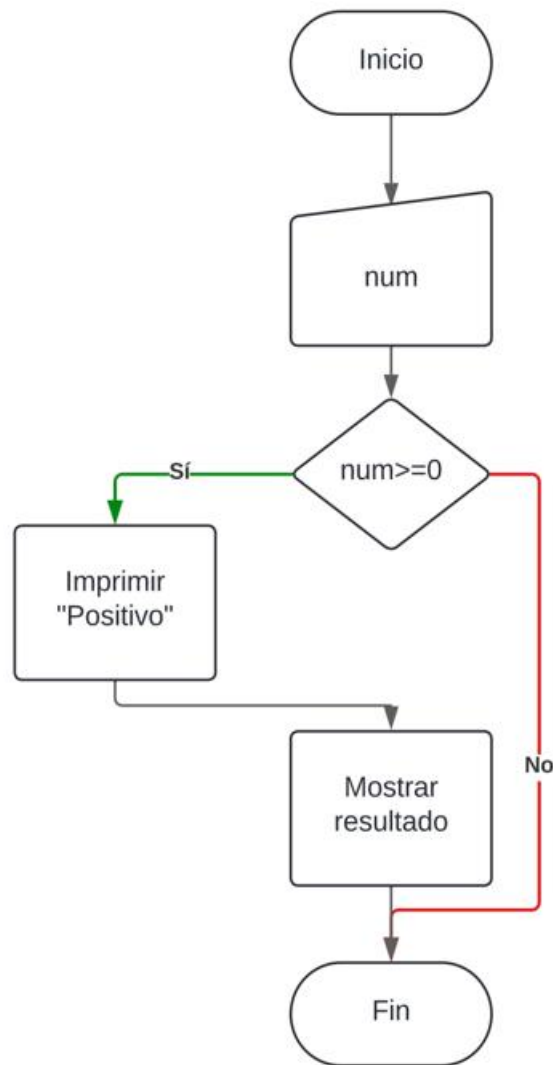 Inicio
num
num>=0
Sí
Imprimir
"Positivo"
No
Mostrar
resultado
Fin